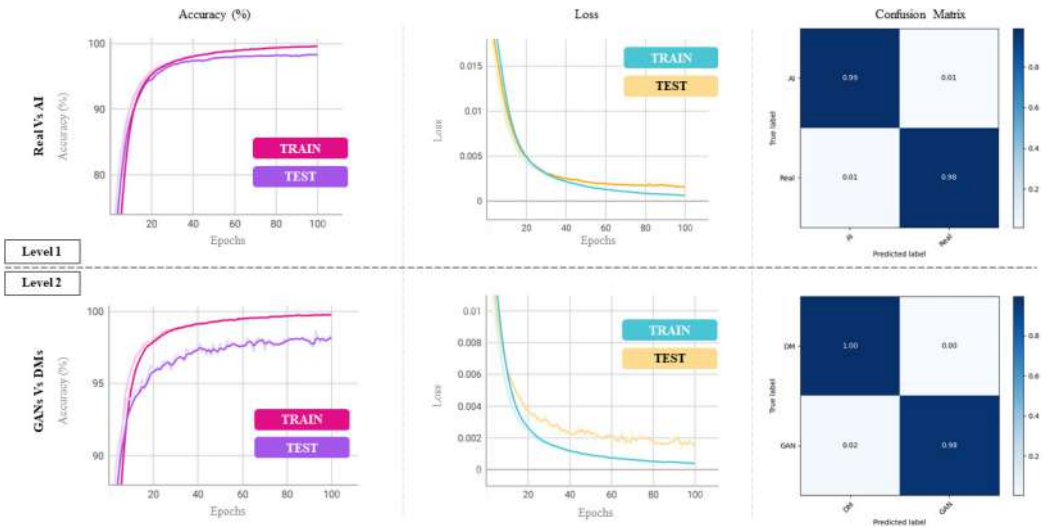 Accuracy (%)
Loss
Confusion Matrix
Real Vs AI
Accuracy (%)
100
90
80
TRAIN
TEST
20 40 60 80 100
Epochs
Loss
0.015
0.01
0.005
0
TRAIN
TEST
20 40 60 80 100
Epochs
True label
AI
Real
0.99 0.01
0.01 0.98
AI Real
Predicted label
0.8
0.6
0.4
0.2
Level 1
Level 2
GANs Vs DMs
Accuracy (%)
100
95
90
TRAIN
TEST
20 40 60 80 100
Epochs
Loss
0.01
0.008
0.006
0.004
0.002
0
TRAIN
TEST
20 40 60 80 100
Epochs
True label
DM
GAN
1.00 0.00
0.02 0.98
DM GAN
Predicted label
0.8
0.6
0.4
0.2